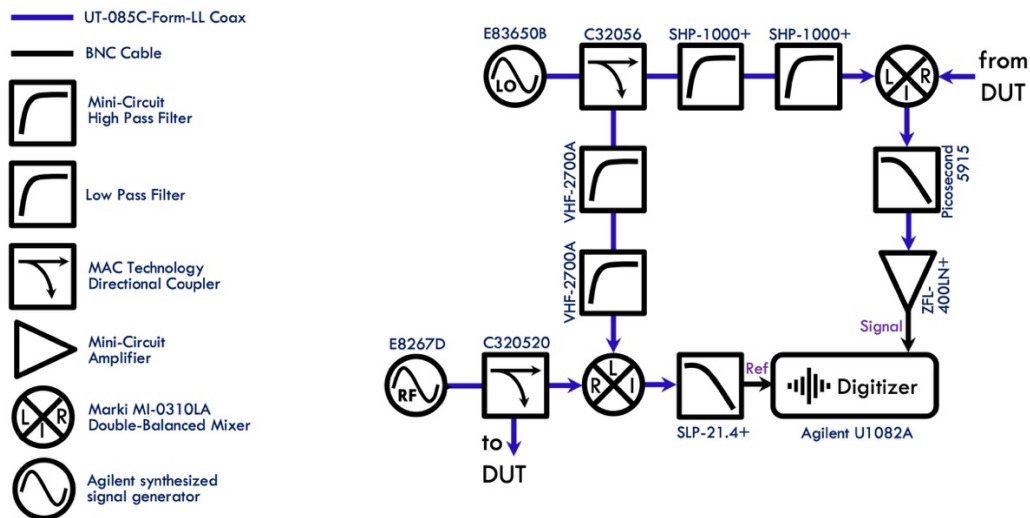 UT-085C-Form-LL Coax
BNC Cable
Mini-Circuit
High Pass Filter
Low Pass Filter
MAC Technology
Directional Coupler
Mini-Circuit
Amplifier
L R
I
Marki MI-0310LA
Double-Balanced Mixer
Agilent synthesized
signal generator
E83650B
LO
C32056
SHP-1000+
SHP-1000+
L R
I
from
DUT
VHF-2700A
Picosecond
5915
VHF-2700A
ZFL-
400LN+
Signal
E8267D
RF
C320520
to
DUT
L
R I
SLP-21.4+
Ref
Digitizer
Agilent U1082A